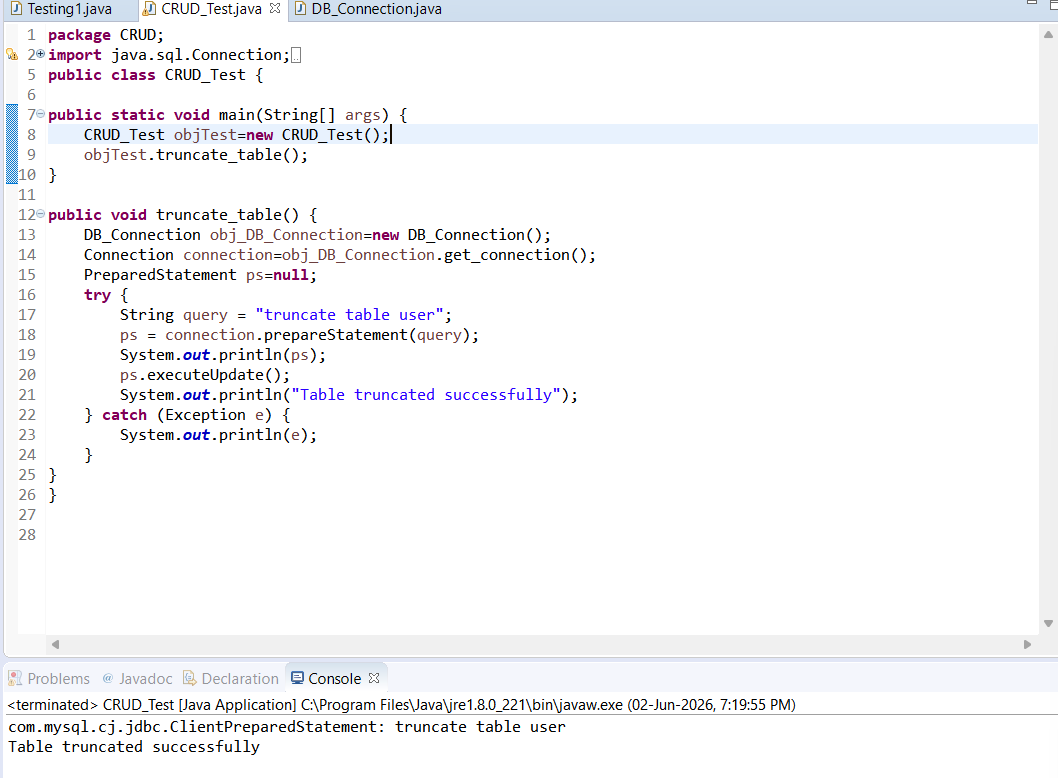 Testing1.java CRUD_Test.java DB_Connection.java
1 package CRUD;
2 import java.sql.Connection;
5 public class CRUD_Test {
6
7 public static void main(String[] args) {
8 CRUD_Test objTest=new CRUD_Test();
9 objTest.truncate_table();
10 }
11
12 public void truncate_table() {
13 DB_Connection obj_DB_Connection=new DB_Connection();
14 Connection connection=obj_DB_Connection.get_connection();
15 PreparedStatement ps=null;
16 try {
17 String query = "truncate table user";
18 ps = connection.prepareStatement(query);
19 System.out.println(ps);
20 ps.executeUpdate();
21 System.out.println("Table truncated successfully");
22 } catch (Exception e) {
23 System.out.println(e);
24 }
25 }
26 }
27
28
Problems @ Javadoc Declaration Console
<terminated> CRUD_Test [Java Application] C:\Program Files\Java\jre1.8.0_221\bin\javaw.exe (02-Jun-2026, 7:19:55 PM)
com.mysql.cj.jdbc.ClientPreparedStatement: truncate table user
Table truncated successfully